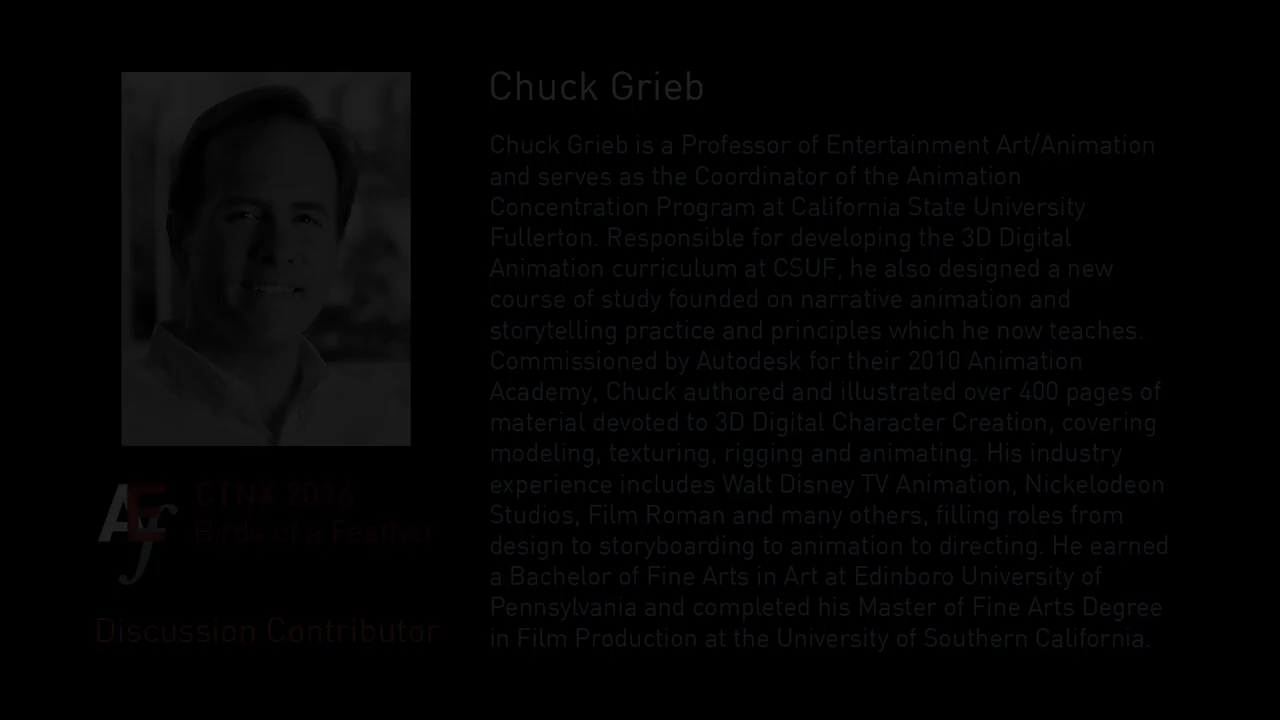 Chuck Grieb
Chuck Grieb is a Professor of Entertainment Art/Animation
and serves as the Coordinator of the Animation
Concentration Program at California State University
Fullerton. Responsible for developing the 3D Digital
Animation curriculum at CSUF, he also designed a new
course of study founded on narrative animation and
storytelling practice and principles which he now teaches.
Commissioned by Autodesk for their 2010 Animation
Academy, Chuck authored and illustrated over 400 pages of
material devoted to 3D Digital Character Creation, covering
modeling, texturing, rigging and animating. His industry
experience includes Walt Disney TV Animation, Nickelodeon
Studios, Film Roman and many others, filling roles from
design to storyboarding to animation to directing. He earned
a Bachelor of Fine Arts in Art at Edinboro University of
Pennsylvania and completed his Master of Fine Arts Degree
in Film Production at the University of Southern California.
AEf
CTNX 2016
Birds of a Feather
Discussion Contributor